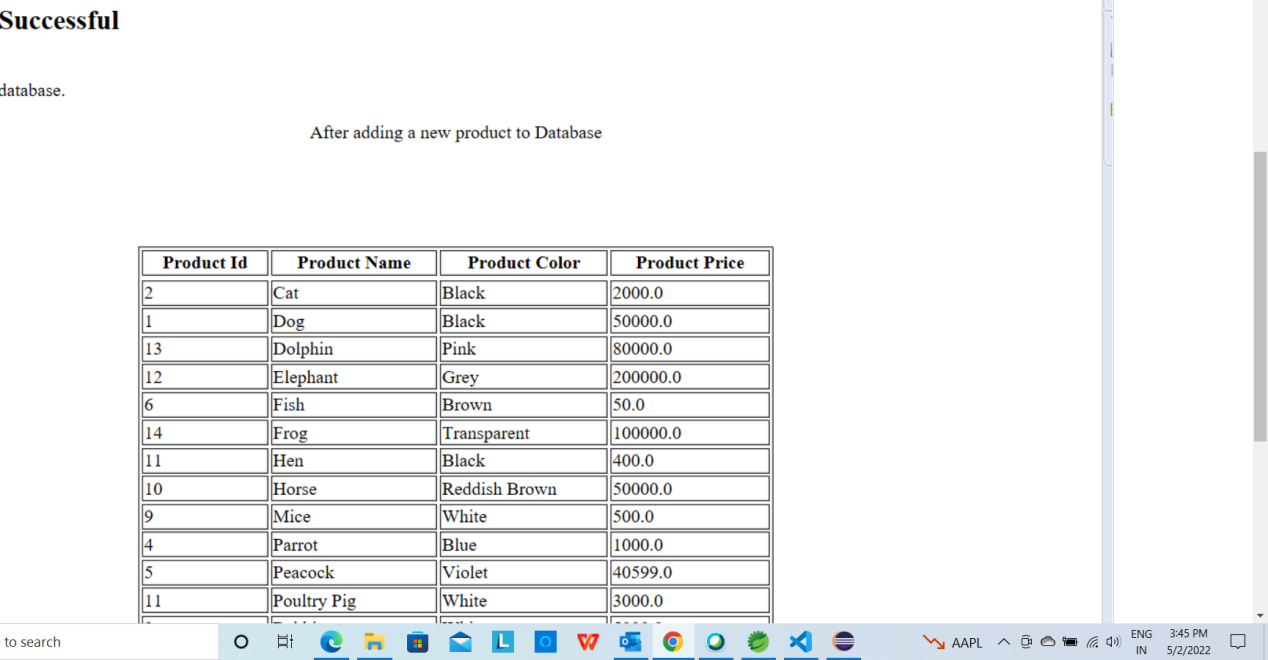 Successful
database.
After adding a new product to Database
Product Id Product Name Product Color Product Price
2 Cat Black 2000.0
1 Dog Black 50000.0
13 Dolphin Pink 80000.0
12 Elephant Grey 200000.0
6 Fish Brown 50.0
14 Frog Transparent 100000.0
11 Hen Black 400.0
10 Horse Reddish Brown 50000.0
9 Mice White 500.0
4 Parrot Blue 1000.0
5 Peacock Violet 40599.0
11 Poultry Pig White 3000.0
to search
L
AAPL
ENG
IN
3:45 PM
5/2/2022